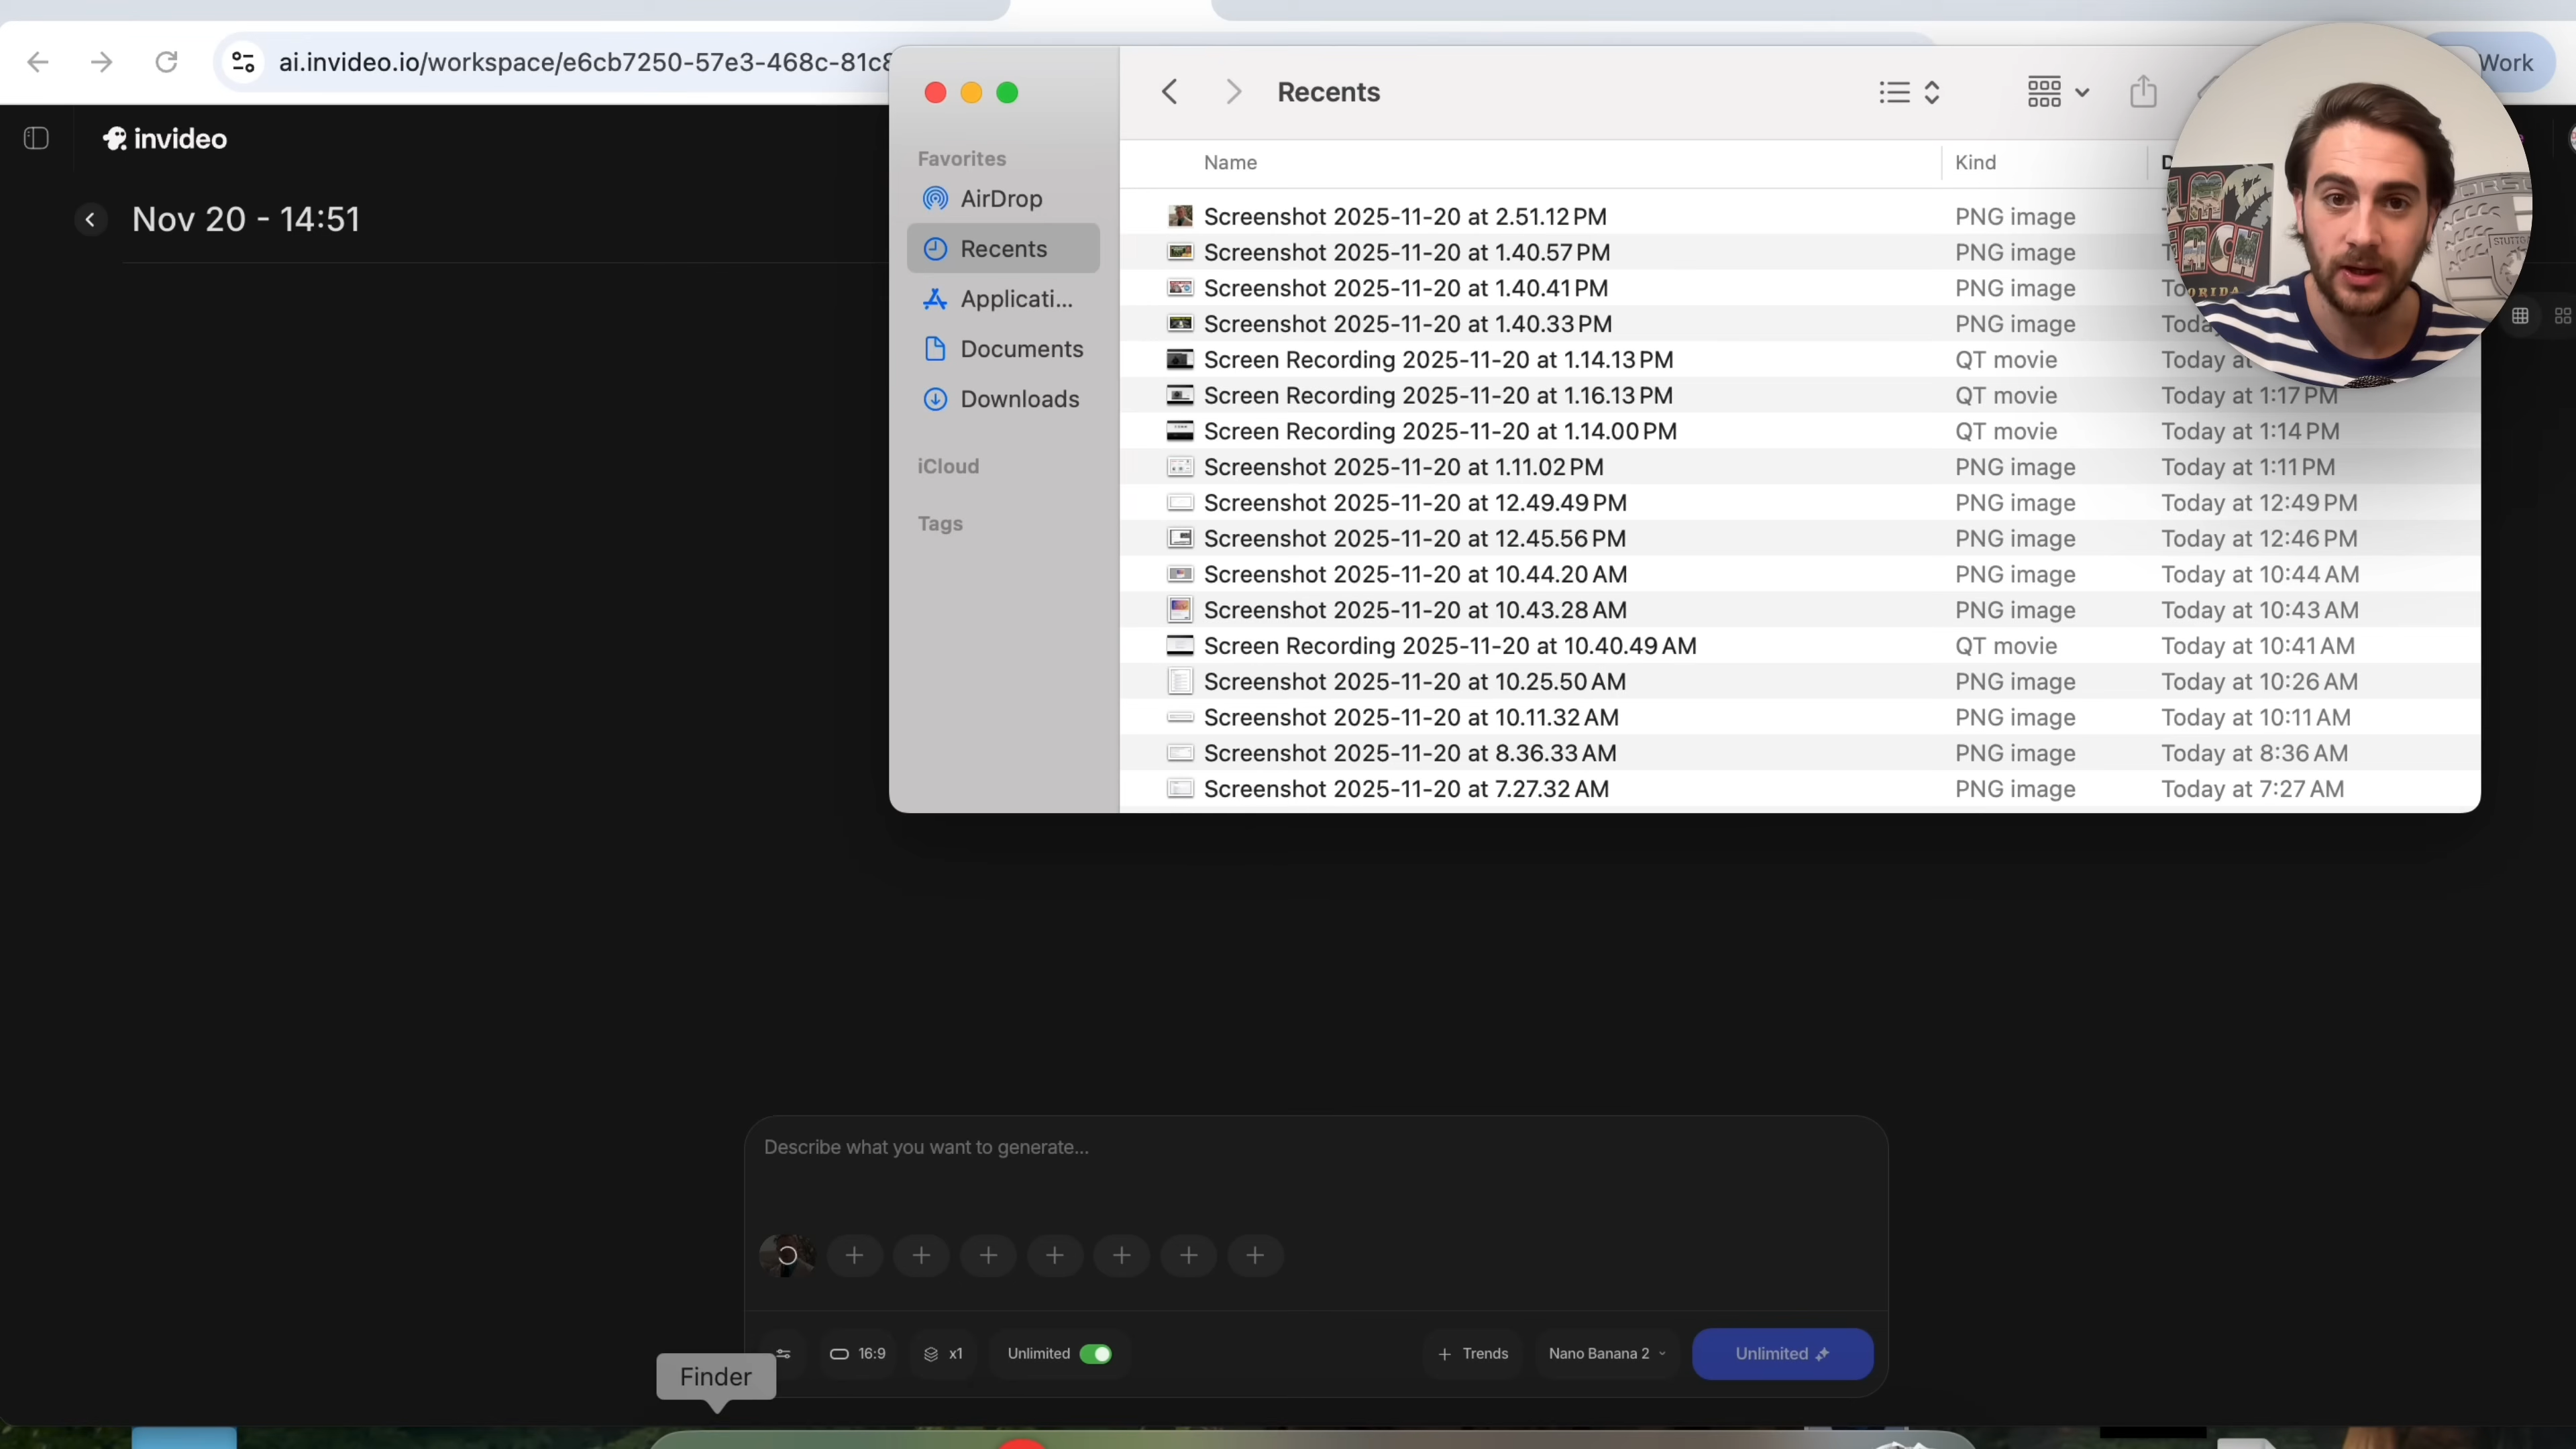 ai.invideo.io/workspace/e6cb7250-57e3-468c-81c8
Work
invideo
Nov 20 - 14:51
Recents
Favorites
AirDrop
Recents
Applicati...
Documents
Downloads
iCloud
Tags
Name Kind
Screenshot 2025-11-20 at 2.51.12 PM PNG image
Screenshot 2025-11-20 at 1.40.57 PM PNG image
Screenshot 2025-11-20 at 1.40.41 PM PNG image
Screenshot 2025-11-20 at 1.40.33 PM PNG image
Screen Recording 2025-11-20 at 1.14.13 PM QT movie Today at
Screen Recording 2025-11-20 at 1.16.13 PM QT movie Today at 1:17 PM
Screen Recording 2025-11-20 at 1.14.00 PM QT movie Today at 1:14 PM
Screenshot 2025-11-20 at 1.11.02 PM PNG image Today at 1:11 PM
Screenshot 2025-11-20 at 12.49.49 PM PNG image Today at 12:49 PM
Screenshot 2025-11-20 at 12.45.56 PM PNG image Today at 12:46 PM
Screenshot 2025-11-20 at 10.44.20 AM PNG image Today at 10:44 AM
Screenshot 2025-11-20 at 10.43.28 AM PNG image Today at 10:43 AM
Screen Recording 2025-11-20 at 10.40.49 AM QT movie Today at 10:41 AM
Screenshot 2025-11-20 at 10.25.50 AM PNG image Today at 10:26 AM
Screenshot 2025-11-20 at 10.11.32 AM PNG image Today at 10:11 AM
Screenshot 2025-11-20 at 8.36.33 AM PNG image Today at 8:36 AM
Screenshot 2025-11-20 at 7.27.32 AM PNG image Today at 7:27 AM
Describe what you want to generate...
16:9 x1 Unlimited + Trends Nano Banana 2 Unlimited
Finder